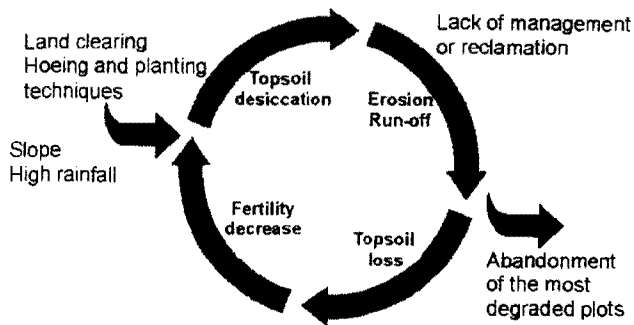 Land clearing
Hoeing and planting
techniques
Slope
High rainfall
Topsoil
desiccation
Lack of management
or reclamation
Erosion
Run-off
Fertility
decrease
Topsoil
loss
Abandonment
of the most
degraded plots